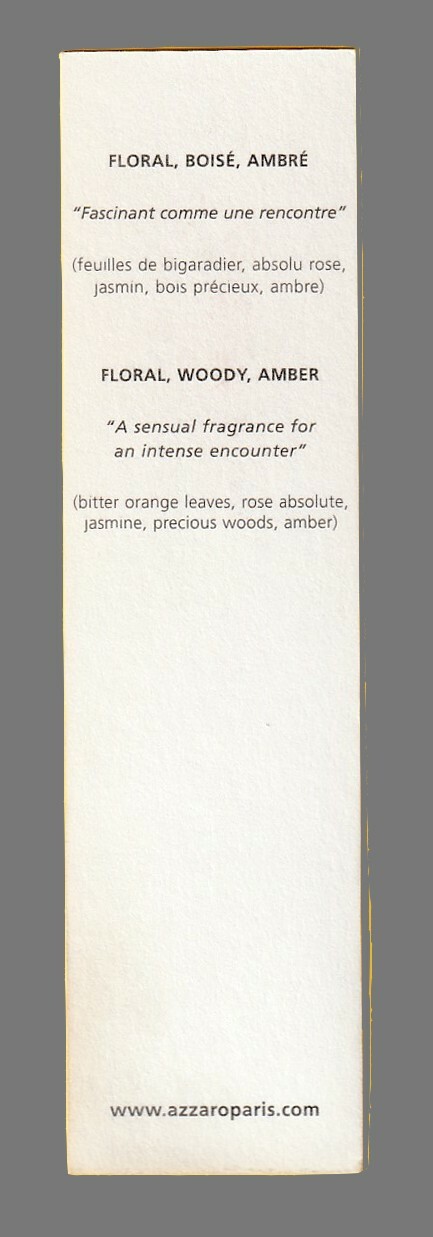 FLORAL, BOISÉ, AMBRÉ
“Fascinant comme une rencontre”
(feuilles de bigaradier, absolu rose,
jasmin, bois précieux, ambre)
FLORAL, WOODY, AMBER
“A sensual fragrance for
an intense encounter”
(bitter orange leaves, rose absolute,
jasmine, precious woods, amber)
www.azzaroparis.com